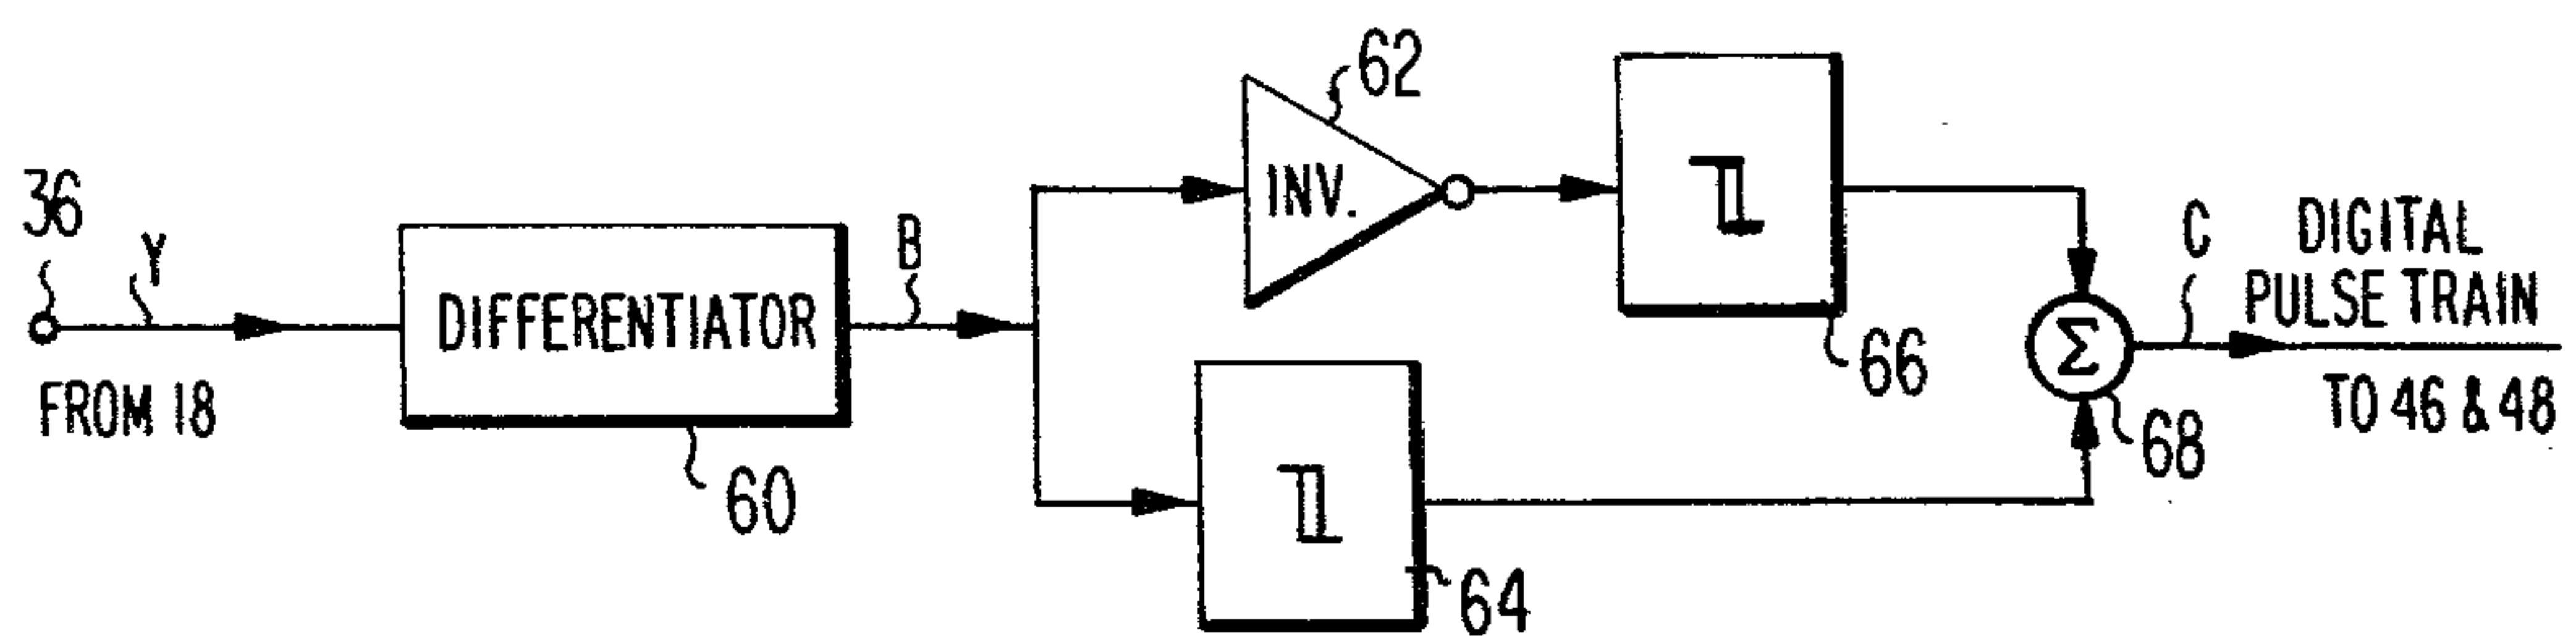 36
Y
FROM 18
DIFFERENTIATOR
60
B
INV.
62
66
64
Σ
68
C
DIGITAL
PULSE TRAIN
TO 46 & 48